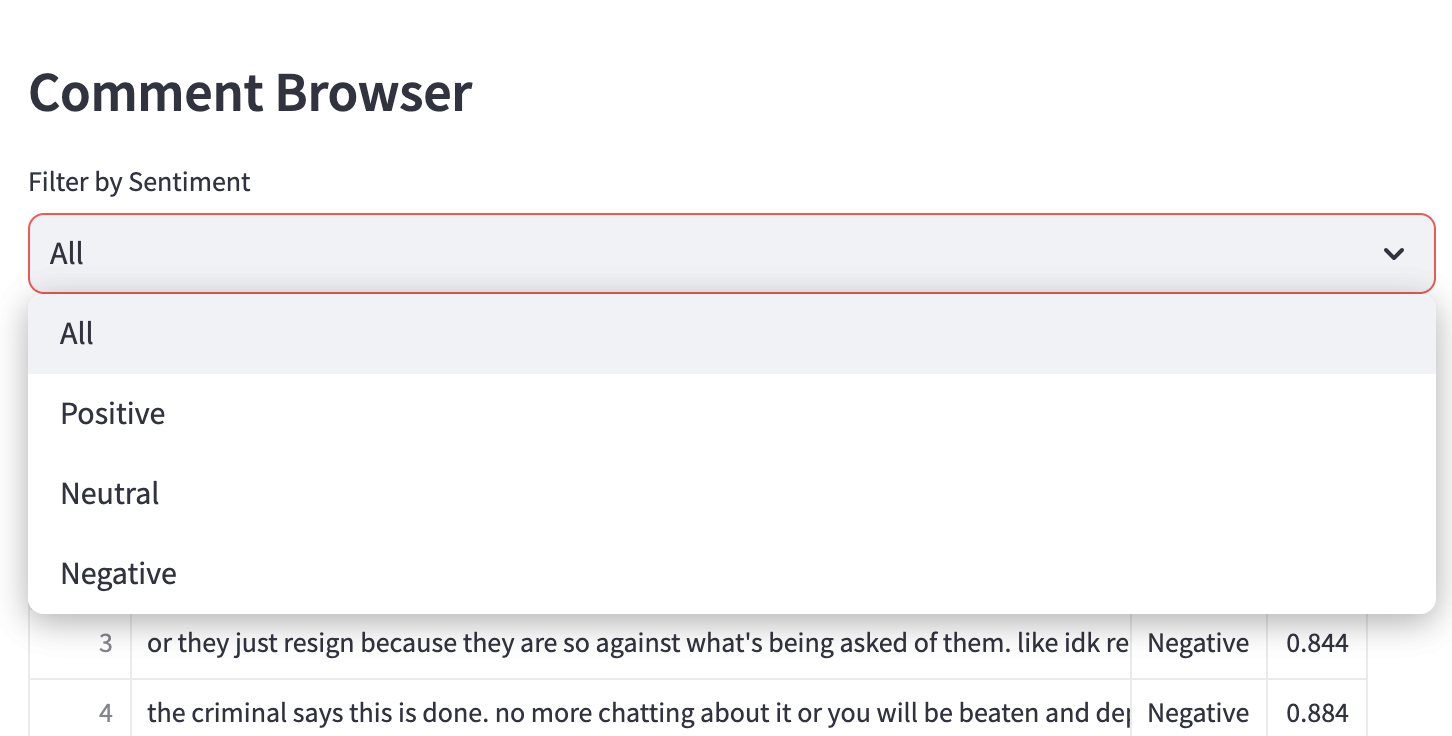 Comment Browser
Filter by Sentiment
All
All
Positive
Neutral
Negative
3 or they just resign because they are so against what's being asked of them. like idk re Negative 0.844
4 the criminal says this is done. no more chatting about it or you will be beaten and de Negative 0.884